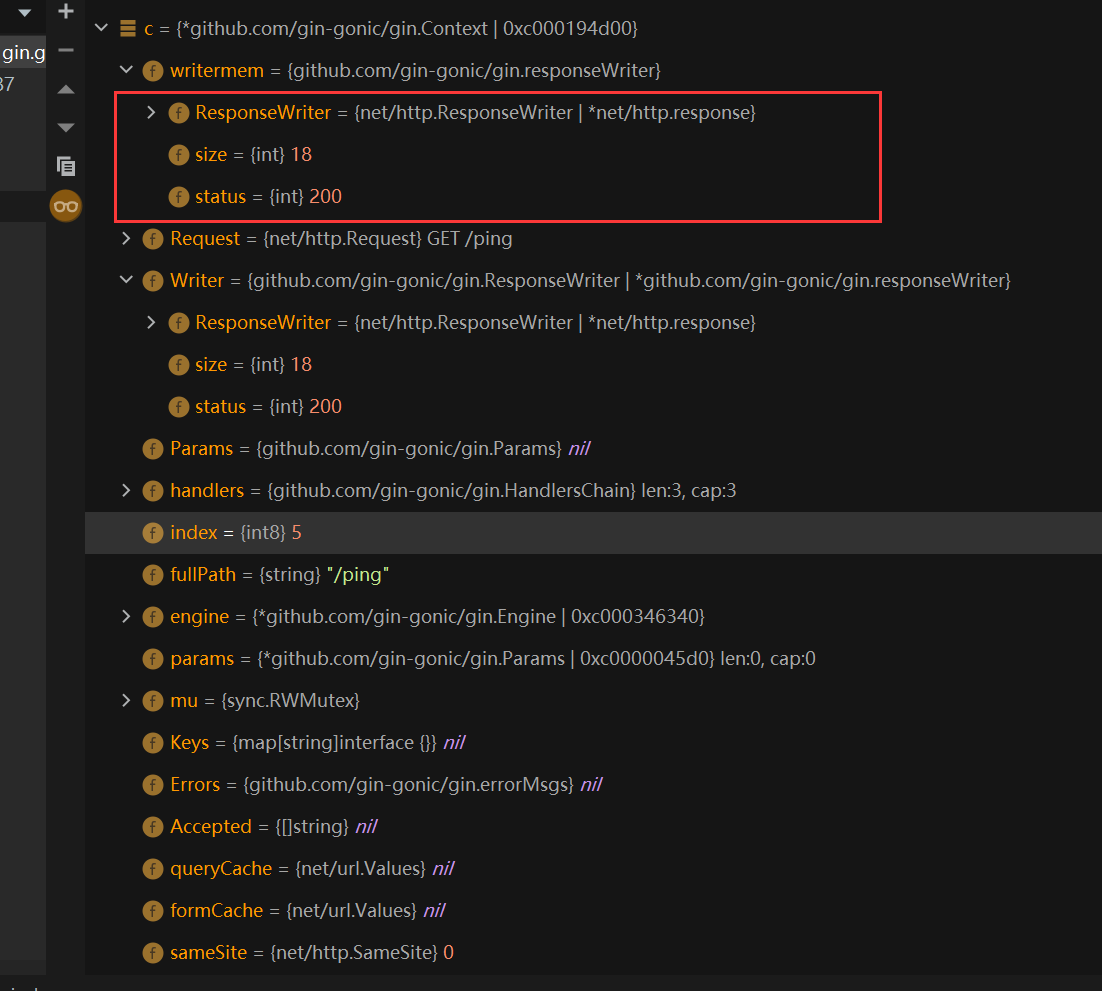 gin.g
37
c = {*github.com/gin-gonic/gin.Context | 0xc000194d00}
writermem = {github.com/gin-gonic/gin.responseWriter}
ResponseWriter = {net/http.ResponseWriter | *net/http.response}
size = {int} 18
status = {int} 200
Request = {net/http.Request} GET /ping
Writer = {github.com/gin-gonic/gin.ResponseWriter | *github.com/gin-gonic/gin.responseWriter}
ResponseWriter = {net/http.ResponseWriter | *net/http.response}
size = {int} 18
status = {int} 200
Params = {github.com/gin-gonic/gin.Params} nil
handlers = {github.com/gin-gonic/gin.HandlersChain} len:3, cap:3
index = {int8} 5
fullPath = {string} "/ping"
engine = {*github.com/gin-gonic/gin.Engine | 0xc000346340}
params = {*github.com/gin-gonic/gin.Params | 0xc0000045d0} len:0, cap:0
mu = {sync.RWMutex}
Keys = {map[string]interface {}} nil
Errors = {github.com/gin-gonic/gin.errorMsgs} nil
Accepted = {[]string} nil
queryCache = {net/url.Values} nil
formCache = {net/url.Values} nil
sameSite = {net/http.SameSite} 0